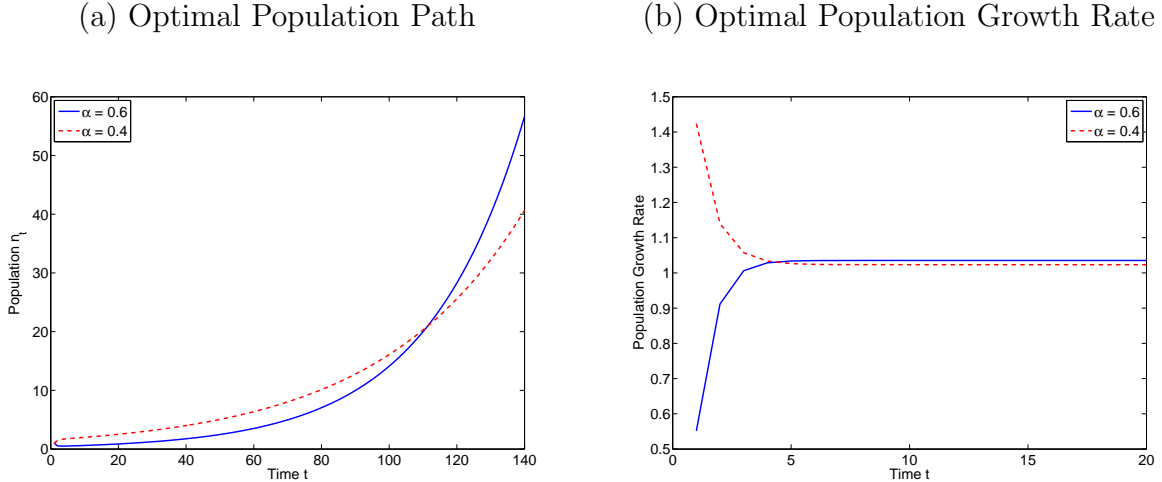 (a) Optimal Population Path
60
50
40
30
20
10
0
0 20 40 60 80 100 120 140
Population n_t
Time t
α = 0.6
α = 0.4
(b) Optimal Population Growth Rate
1.5
1.4
1.3
1.2
1.1
1
0.9
0.8
0.7
0.6
0.5
0 5 10 15 20
Population Growth Rate
Time t
α = 0.6
α = 0.4